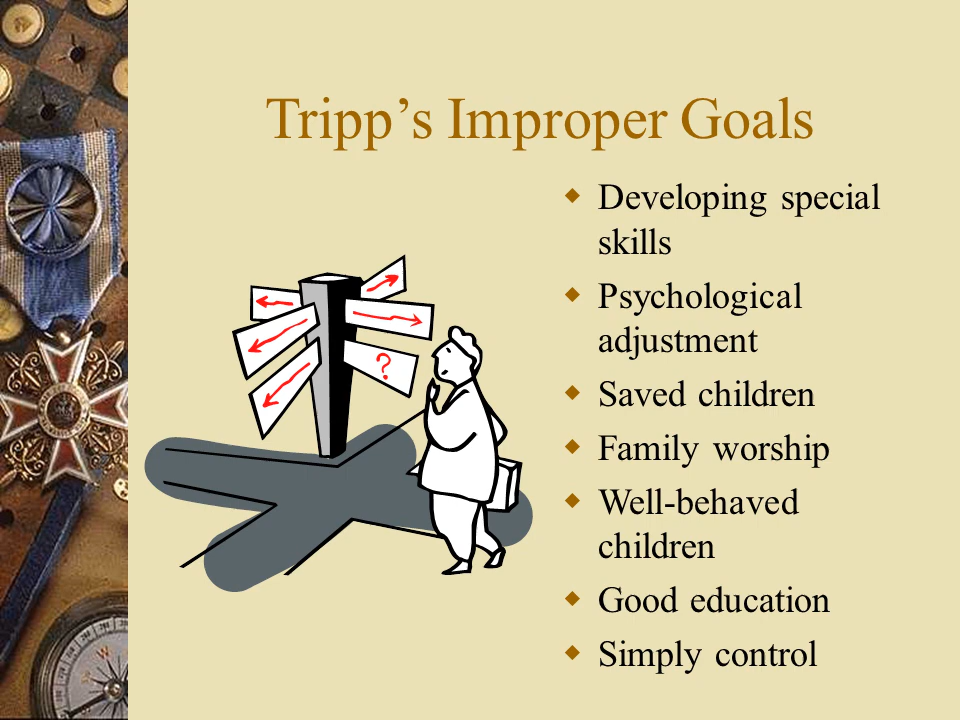 Tripp’s Improper Goals
Developing special
skills
Psychological
adjustment
Saved children
Family worship
Well-behaved
children
Good education
Simply control
?